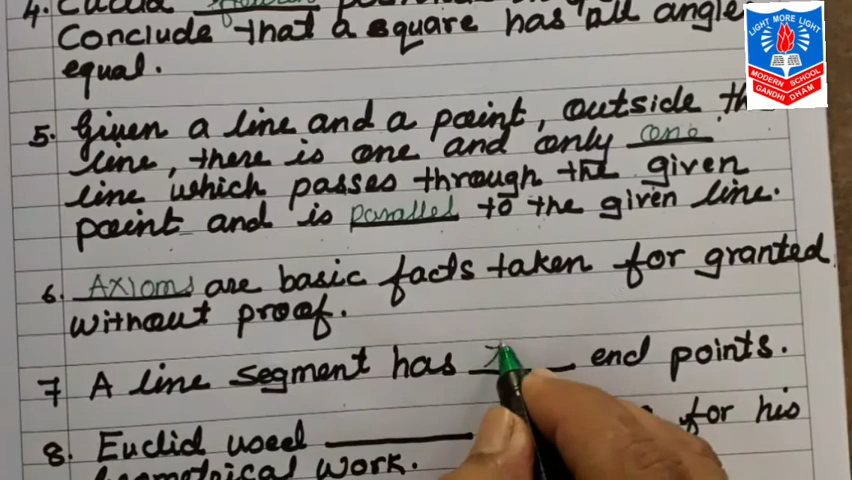 4. Euclid
Conclude that a square has all angle
equal.
5. Given a line and a point, outside the
line, there is one and only one
line which passes through the given
point and is parallel to the given line.
6. Axioms are basic facts taken for granted
without proof.
7 A line segment has end points.
8. Euclid used for his
work.
LIGHT MORE LIGHT
MODERN SCHOOL
GANDHI DHAM